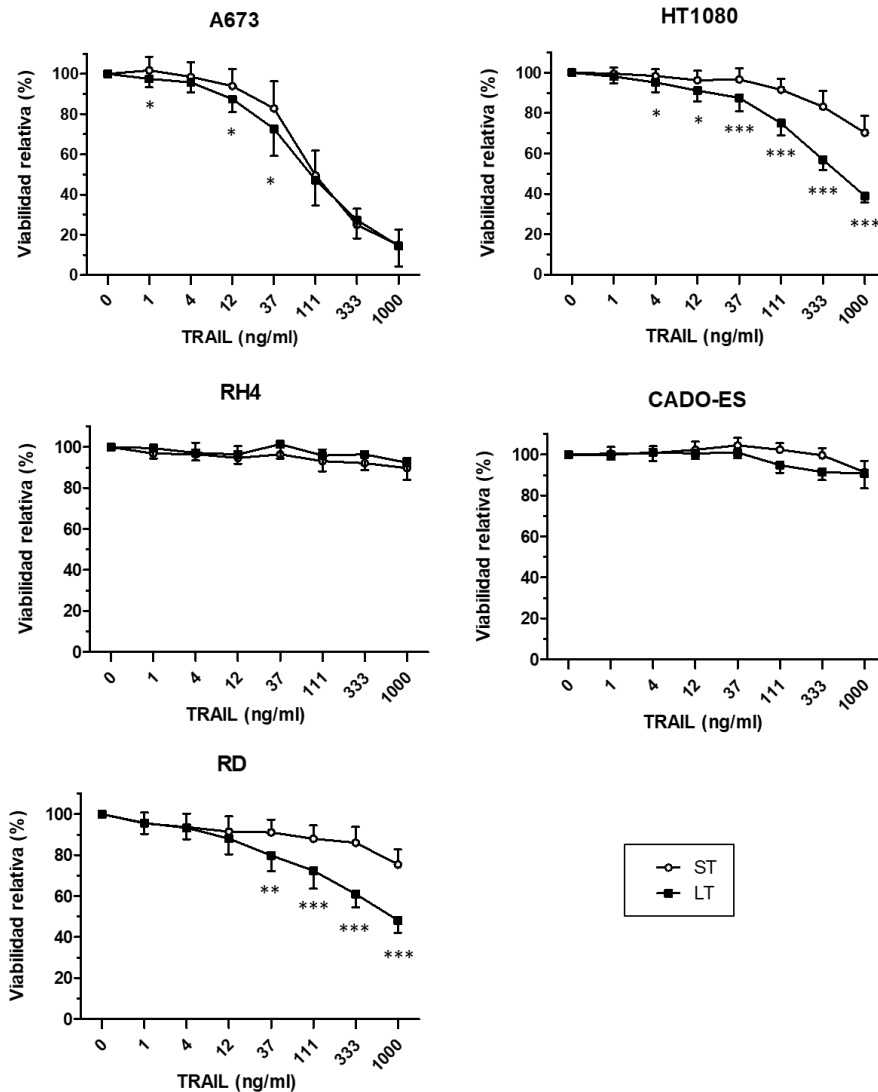 A673
Viabilidad relativa (%)
100
80
60
40
20
0
*
*
*
0 1 4 12 37 111 333 1000
TRAIL (ng/ml)
HT1080
Viabilidad relativa (%)
100
80
60
40
20
0
*
*
***
***
***
***
0 1 4 12 37 111 333 1000
TRAIL (ng/ml)
RH4
Viabilidad relativa (%)
100
80
60
40
20
0
0 1 4 12 37 111 333 1000
TRAIL (ng/ml)
CADO-ES
Viabilidad relativa (%)
100
80
60
40
20
0
0 1 4 12 37 111 333 1000
TRAIL (ng/ml)
RD
Viabilidad relativa (%)
100
80
60
40
20
0
**
***
***
***
0 1 4 12 37 111 333 1000
TRAIL (ng/ml)
ST
LT